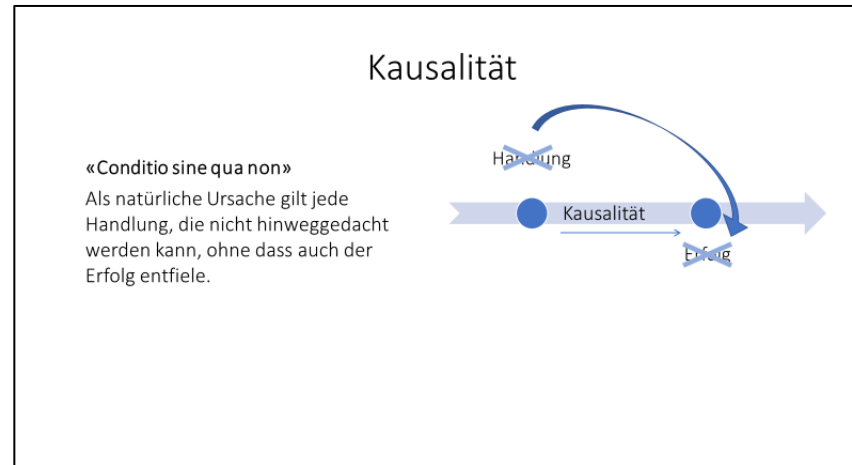 Kausalität
«Conditio sine qua non»
Als natürliche Ursache gilt jede
Handlung, die nicht hinweggedacht
werden kann, ohne dass auch der
Erfolg entfiele.
Handlung
Kausalität
Erfolg